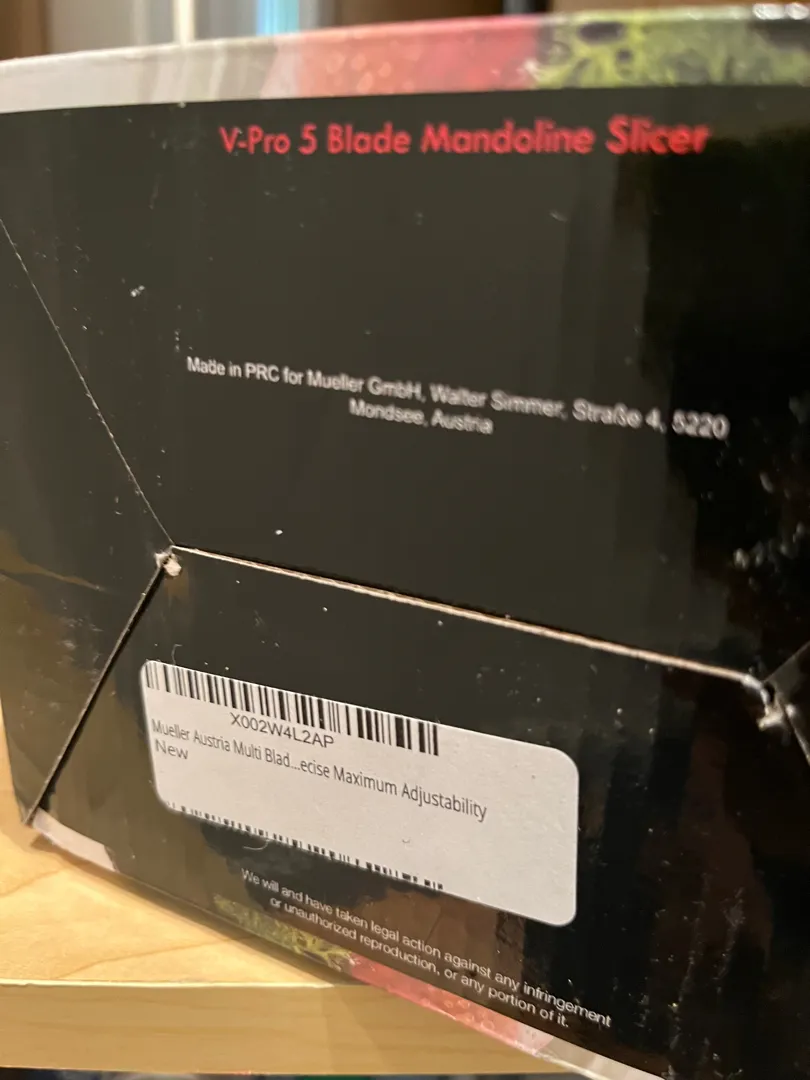 V-Pro 5 Blade Mandoline Slicer
Made in PRC for Mueller GmbH, Walter Simmer, Straße 4, 5220
Mondsee, Austria
X002W4L2AP
Mueller Austria Multi Blad...ecise Maximum Adjustability
New
We will and have taken legal action against any infringement
or unauthorized reproduction, or any portion of it.